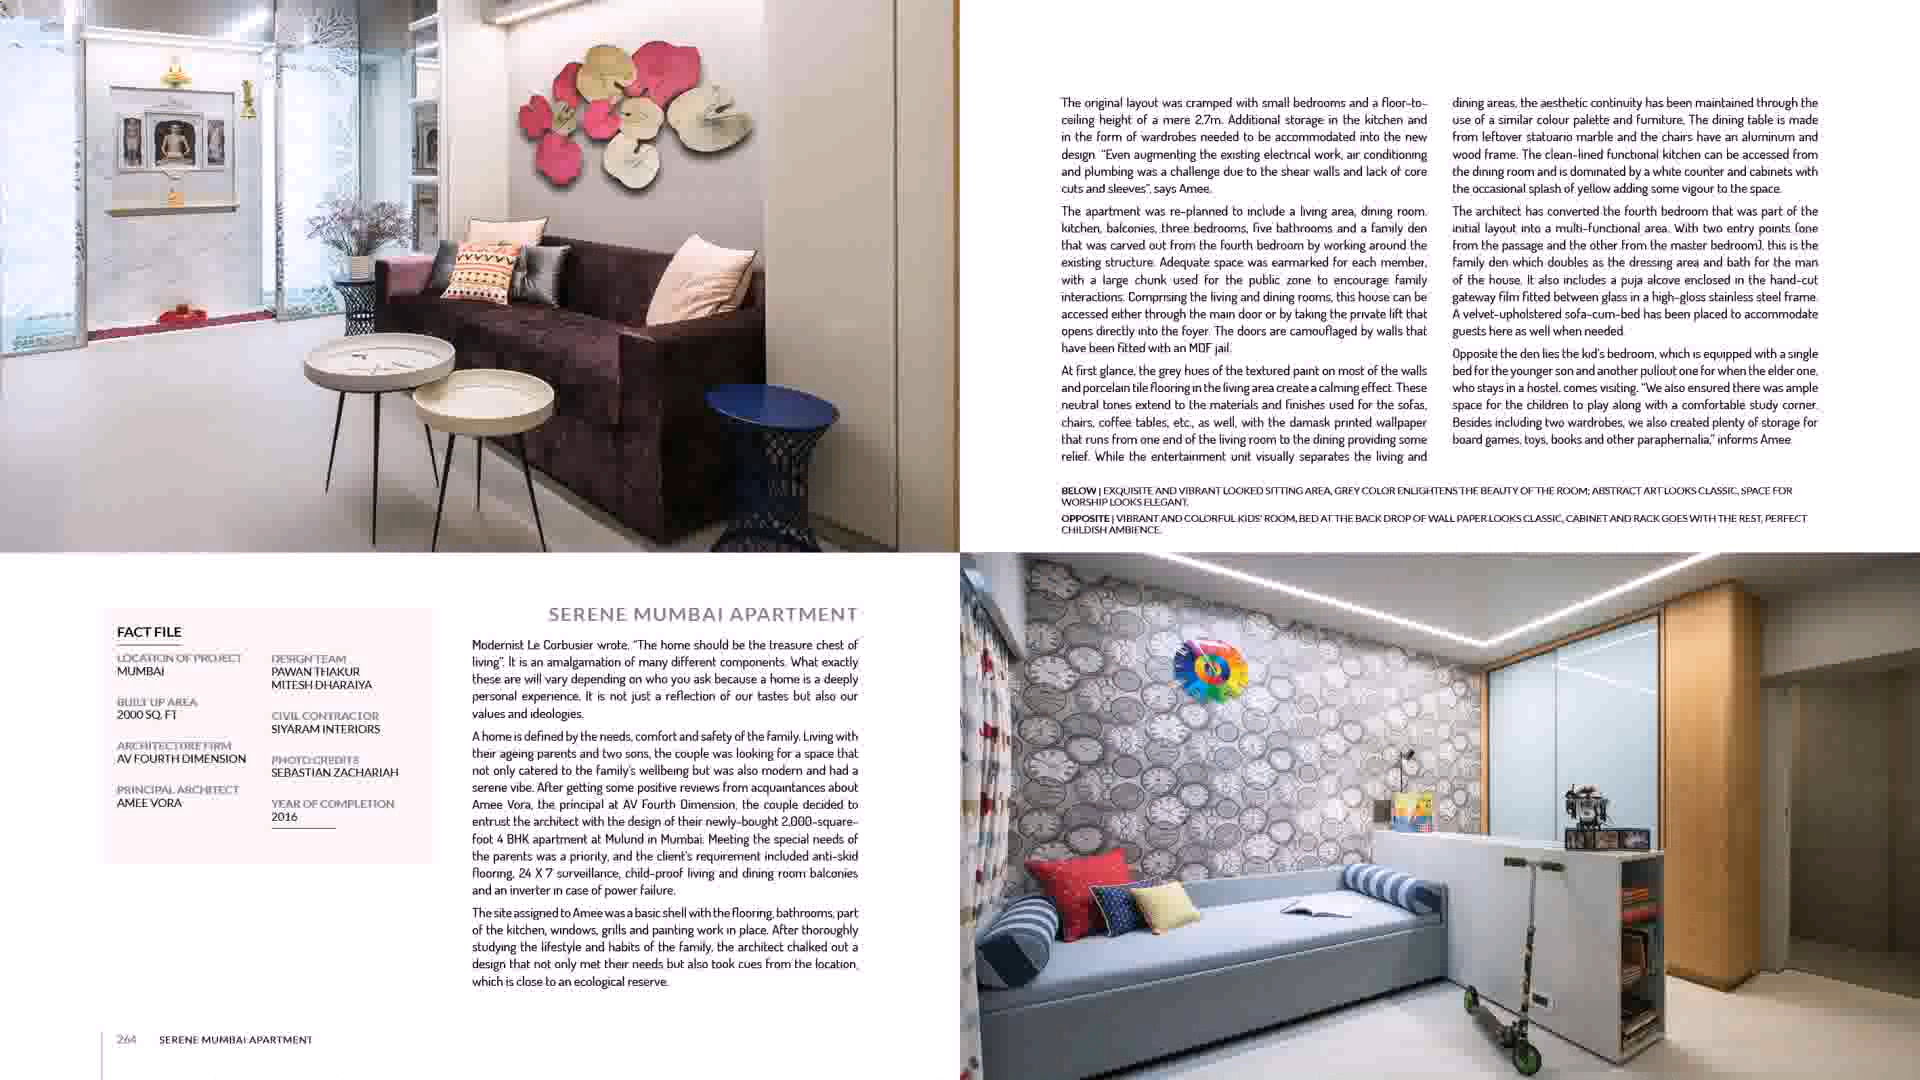 The original layout was cramped with small bedrooms and a floor-to-
ceiling height of a mere 2.7m. Additional storage in the kitchen and
in the form of wardrobes needed to be accommodated into the new
design. “Even augmenting the existing electrical work, air conditioning
and plumbing was a challenge due to the shear walls and lack of core
cuts and sleeves”, says Amee.
The apartment was re-planned to include a living area, dining room,
kitchen, balconies, three bedrooms, five bathrooms and a family den
that was carved out from the fourth bedroom by working around the
existing structure. Adequate space was earmarked for each member,
with a large chunk used for the public zone to encourage family
interactions. Comprising the living and dining rooms, this house can be
accessed either through the main door or by taking the private lift that
opens directly into the foyer. The doors are camouflaged by walls that
have been fitted with an MDF jail.
At first glance, the grey hues of the textured paint on most of the walls
and porcelain tile flooring in the living area create a calming effect. These
neutral tones extend to the materials and finishes used for the sofas,
chairs, coffee tables, etc., as well, with the damask printed wallpaper
that runs from one end of the living room to the dining providing some
relief. While the entertainment unit visually separates the living and
dining areas, the aesthetic continuity has been maintained through the
use of a similar colour palette and furniture. The dining table is made
from leftover statuario marble and the chairs have an aluminum and
wood frame. The clean-lined functional kitchen can be accessed from
the dining room and is dominated by a white counter and cabinets with
the occasional splash of yellow adding some vigour to the space.
The architect has converted the fourth bedroom that was part of the
initial layout into a multi-functional area. With two entry points (one
from the passage and the other from the master bedroom), this is the
family den which doubles as the dressing area and bath for the man
of the house. It also includes a puja alcove enclosed in the hand-cut
gateway film fitted between glass in a high-gloss stainless steel frame.
A velvet-upholstered sofa-cum-bed has been placed to accommodate
guests here as well when needed.
Opposite the den lies the kid's bedroom, which is equipped with a single
bed for the younger son and another pullout one for when the elder one,
who stays in a hostel, comes visiting. “We also ensured there was ample
space for the children to play along with a comfortable study corner.
Besides including two wardrobes, we also created plenty of storage for
board games, toys, books and other paraphernalia,” informs Amee.
BELOW | EXQUISITE AND VIBRANT LOOKED SITTING AREA, GREY COLOR ENLIGHTENS THE BEAUTY OF THE ROOM; ABSTRACT ART LOOKS CLASSIC, SPACE FOR
WORSHIP LOOKS ELEGANT.
OPPOSITE | VIBRANT AND COLORFUL KIDS' ROOM, BED AT THE BACK DROP OF WALL PAPER LOOKS CLASSIC, CABINET AND RACK GOES WITH THE REST, PERFECT
CHILDISH AMBIENCE.
FACT FILE
LOCATION OF PROJECT
MUMBAI
BUILT UP AREA
2000 SQ. FT
ARCHITECTURE FIRM
AV FOURTH DIMENSION
PRINCIPAL ARCHITECT
AMEE VORA
DESIGN TEAM
PAWAN THAKUR
MITESH DHARAIYA
CIVIL CONTRACTOR
SIYARAM INTERIORS
PHOTO CREDITS
SEBASTIAN ZACHARIAH
YEAR OF COMPLETION
2016
SERENE MUMBAI APARTMENT
Modernist Le Corbusier wrote, “The home should be the treasure chest of
living”. It is an amalgamation of many different components. What exactly
these are will vary depending on who you ask because a home is a deeply
personal experience. It is not just a reflection of our tastes but also our
values and ideologies.
A home is defined by the needs, comfort and safety of the family. Living with
their ageing parents and two sons, the couple was looking for a space that
not only catered to the family's wellbeing but was also modern and had a
serene vibe. After getting some positive reviews from acquaintances about
Amee Vora, the principal at AV Fourth Dimension, the couple decided to
entrust the architect with the design of their newly-bought 2,000-square-
foot 4 BHK apartment at Mulund in Mumbai. Meeting the special needs of
the parents was a priority, and the client's requirement included anti-skid
flooring, 24 X 7 surveillance, child-proof living and dining room balconies
and an inverter in case of power failure.
The site assigned to Amee was a basic shell with the flooring, bathrooms, part
of the kitchen, windows, grills and painting work in place. After thoroughly
studying the lifestyle and habits of the family, the architect chalked out a
design that not only met their needs but also took cues from the location,
which is close to an ecological reserve.
264 SERENE MUMBAI APARTMENT